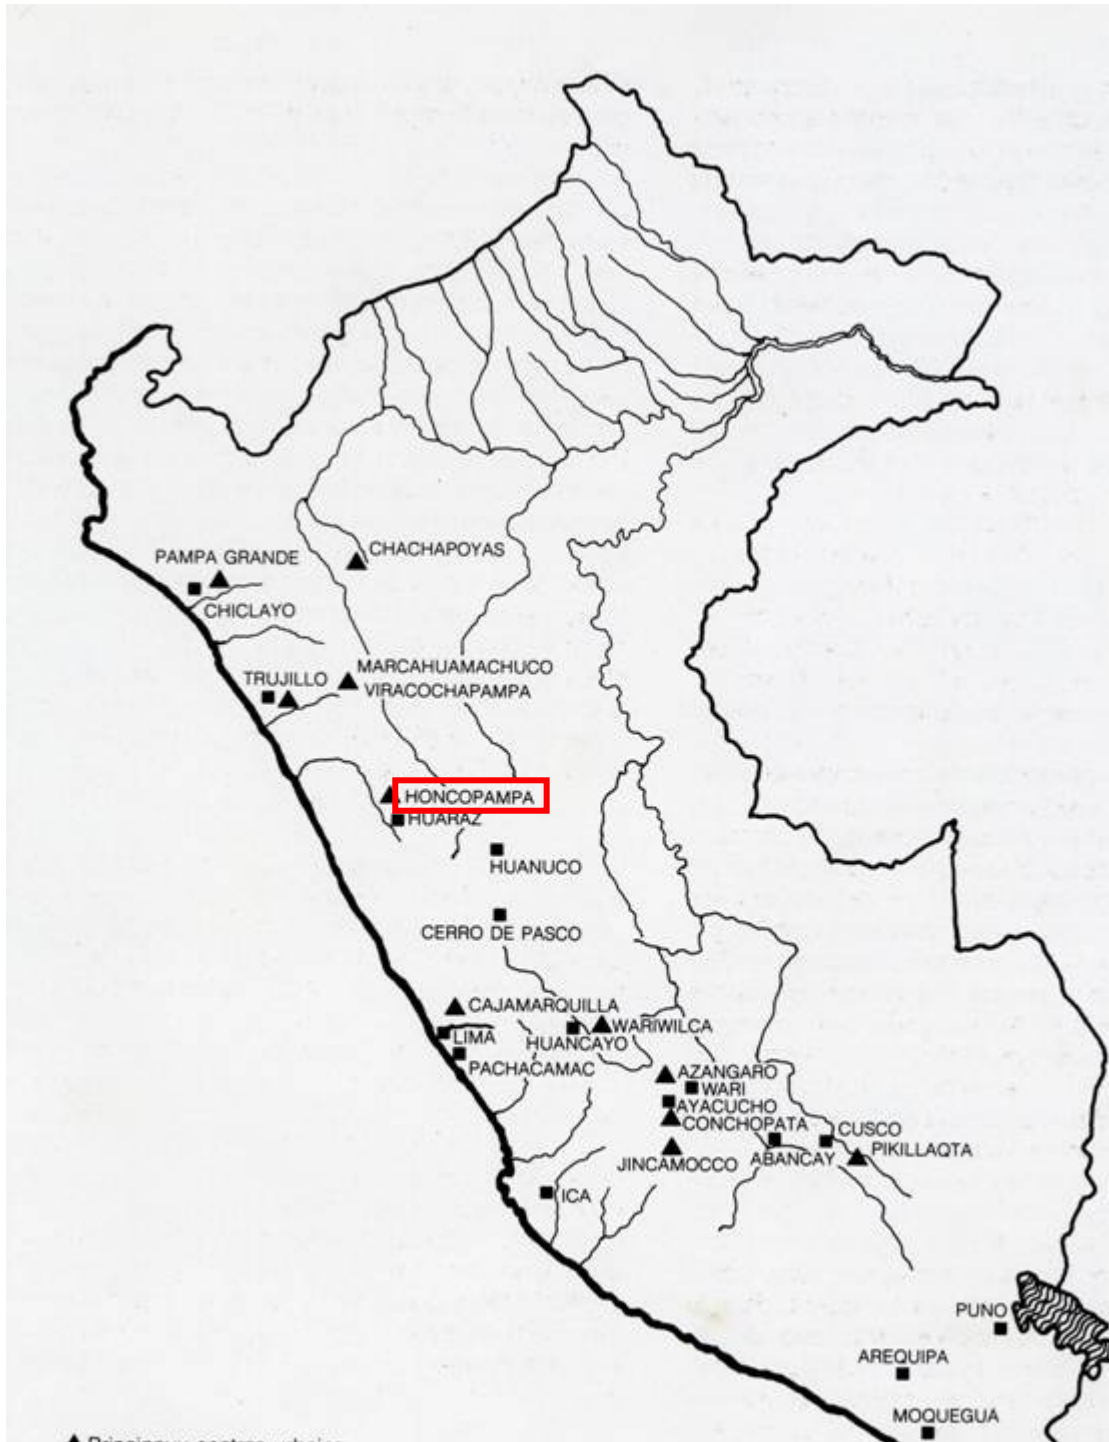 CHACHAPOYAS
PAMPA GRANDE
CHICLAYO
MARCAHUAMACHUCO
TRUJILLO
VIRACOCHAPAMPA
HONCOPAMPA
HUARAZ
HUANUCO
CERRO DE PASCO
CAJAMARQUILLA
WARIWILCA
LIMA
HUANCAYO
PACHACAMAC
AZANGARO
WARI
AYACUCHO
CONCHOPATA
CUSCO
PIKILLAQTA
ABANCAY
JINCAMOCCO
ICA
PUNO
AREQUIPA
MOQUEGUA